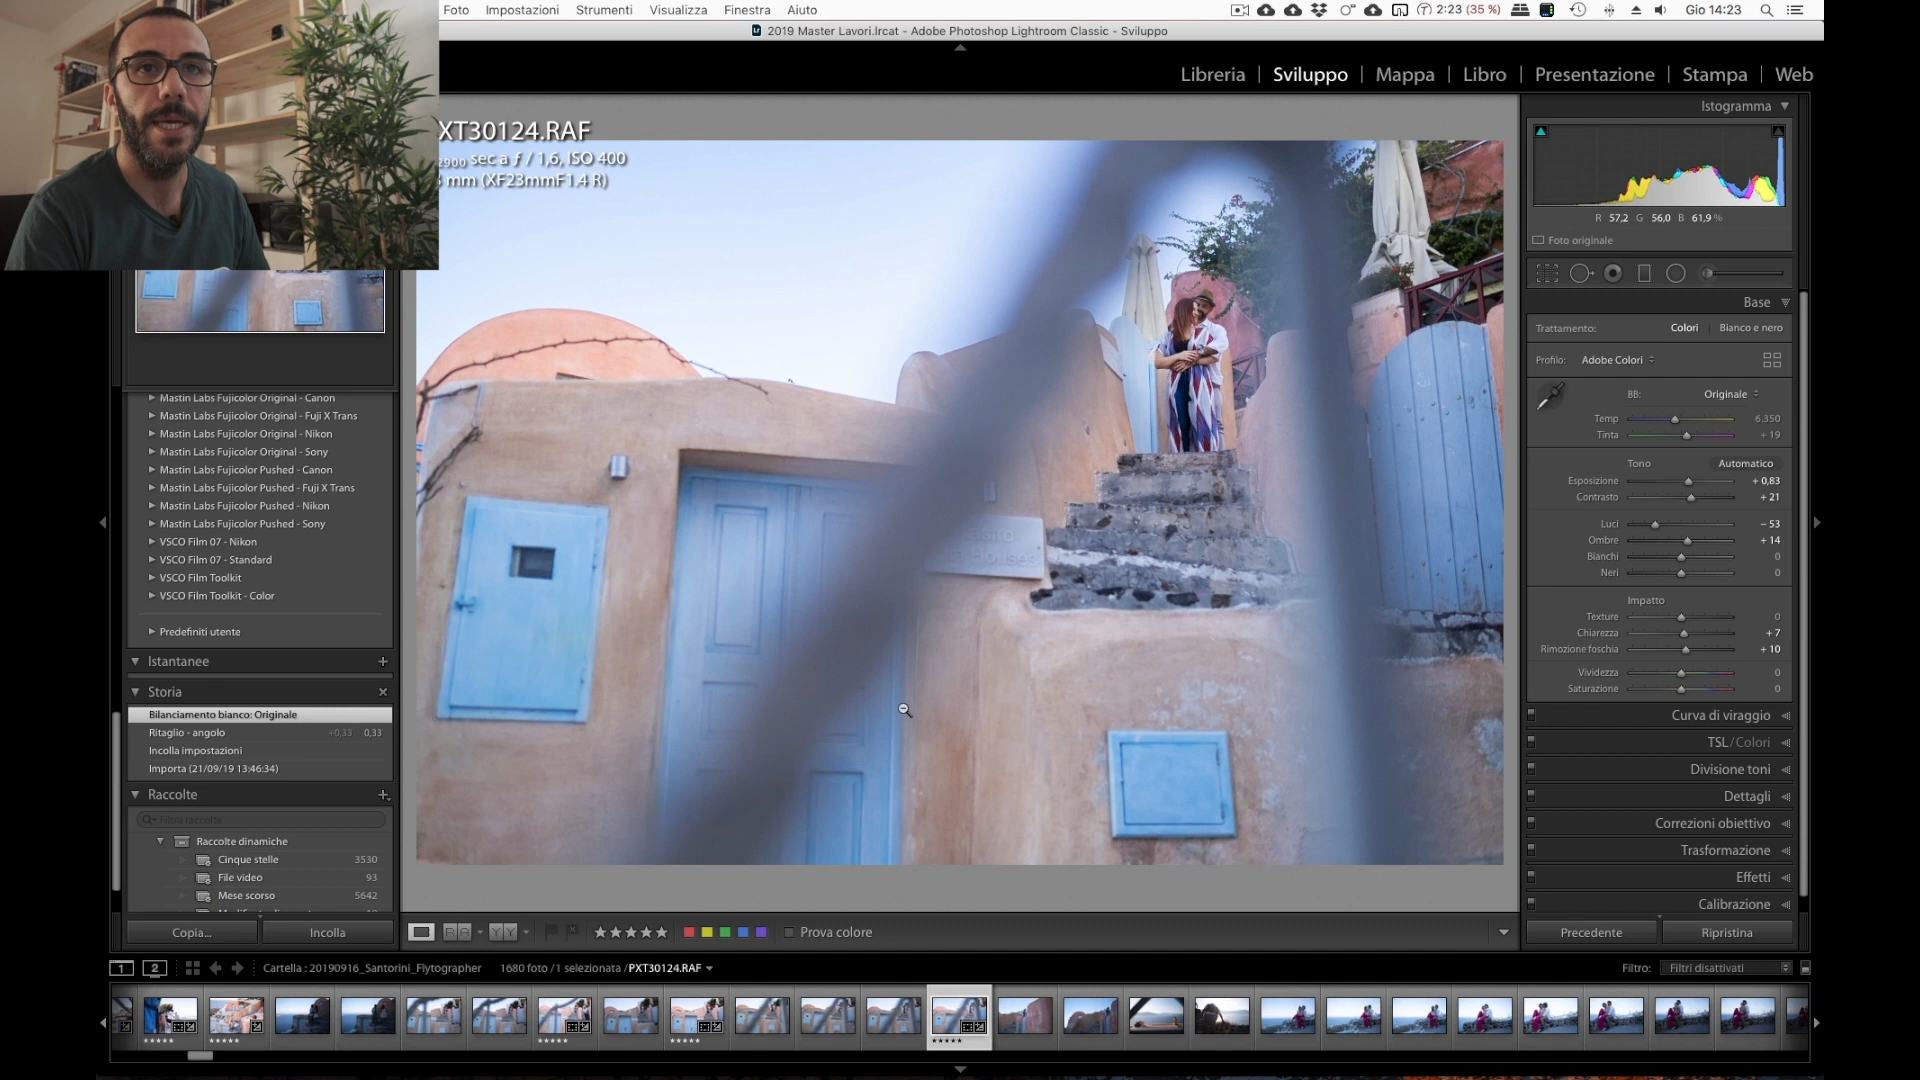 Foto Impostazioni Strumenti Visualizza Finestra Aiuto 2:23 (35 %) Gio 14:23
2019 Master Lavori.lrcat - Adobe Photoshop Lightroom Classic - Sviluppo
Libreria | Sviluppo | Mappa | Libro | Presentazione | Stampa | Web
Istogramma
XT30124.RAF
2900 sec a ƒ / 1,6, ISO 400
mm (XF23mmF1.4 R)
R 57,2 G 56,0 B 61,9 %
Foto originale
Base
Trattamento: Colori | Bianco e nero
Profilo: Adobe Colori
BB: Originale
Temp 6.350
Tinta + 19
Tono Automatico
Esposizione + 0,83
Contrasto + 21
Luci − 53
Ombre + 14
Bianchi 0
Neri 0
Impatto
Texture 0
Chiarezza + 7
Rimozione foschia + 10
Vividezza 0
Saturazione 0
Curva di viraggio
TSL / Colori
Divisione toni
Dettagli
Correzioni obiettivo
Trasformazione
Effetti
Calibrazione
Precedente Ripristina
Mastin Labs Fujicolor Original - Canon
Mastin Labs Fujicolor Original - Fuji X Trans
Mastin Labs Fujicolor Original - Nikon
Mastin Labs Fujicolor Original - Sony
Mastin Labs Fujicolor Pushed - Canon
Mastin Labs Fujicolor Pushed - Fuji X Trans
Mastin Labs Fujicolor Pushed - Nikon
Mastin Labs Fujicolor Pushed - Sony
VSCO Film 07 - Nikon
VSCO Film 07 - Standard
VSCO Film Toolkit
VSCO Film Toolkit - Color
Predefiniti utente
Istantanee
Storia
Bilanciamento bianco: Originale
Ritaglio - angolo +0,33 0,33
Incolla impostazioni
Importa (21/09/19 13:46:34)
Raccolte
Filtra raccolte
Raccolte dinamiche
Cinque stelle 3530
File video 93
Mese scorso 5642
Copia... Incolla
Prova colore
1 2 Cartella : 20190916_Santorini_Flytographer 1680 foto /1 selezionata /PXT30124.RAF Filtro: Filtri disattivati